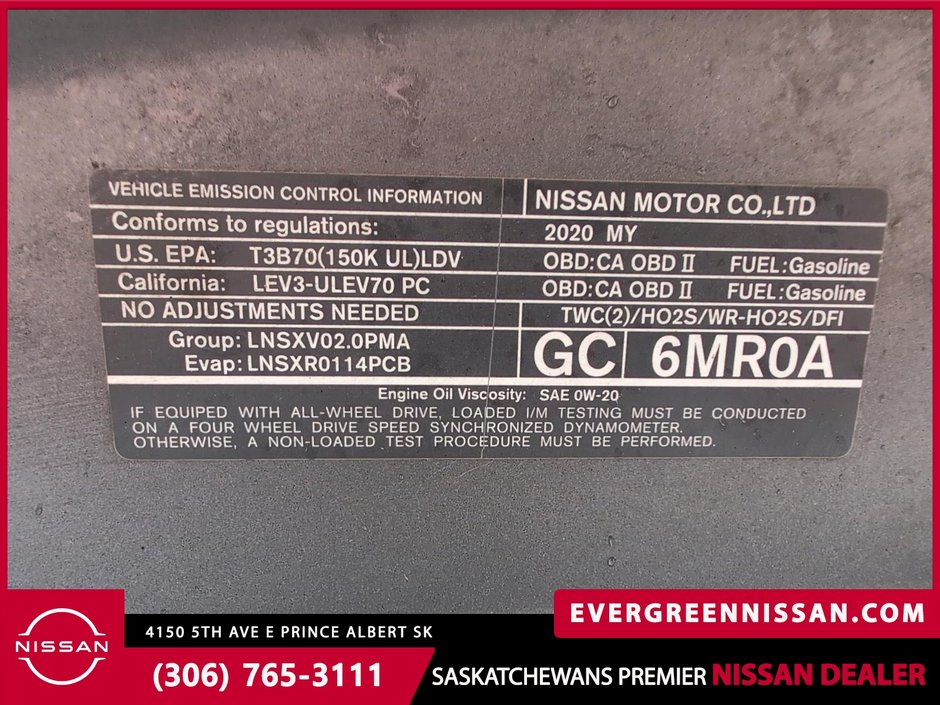 VEHICLE EMISSION CONTROL INFORMATION NISSAN MOTOR CO.,LTD
Conforms to regulations: 2020 MY
U.S. EPA: T3B70(150K UL)LDV OBD:CA OBD II FUEL:Gasoline
California: LEV3-ULEV70 PC OBD:CA OBD II FUEL:Gasoline
NO ADJUSTMENTS NEEDED TWC(2)/HO2S/WR-HO2S/DFI
Group: LNSXV02.0PMA
Evap: LNSXR0114PCB
GC 6MR0A
Engine Oil Viscosity: SAE 0W-20
IF EQUIPED WITH ALL-WHEEL DRIVE, LOADED I/M TESTING MUST BE CONDUCTED
ON A FOUR WHEEL DRIVE SPEED SYNCHRONIZED DYNAMOMETER.
OTHERWISE, A NON-LOADED TEST PROCEDURE MUST BE PERFORMED.
EVERGREENNISSAN.COM
NISSAN
4150 5TH AVE E PRINCE ALBERT SK
(306) 765-3111
SASKATCHEWANS PREMIER NISSAN DEALER